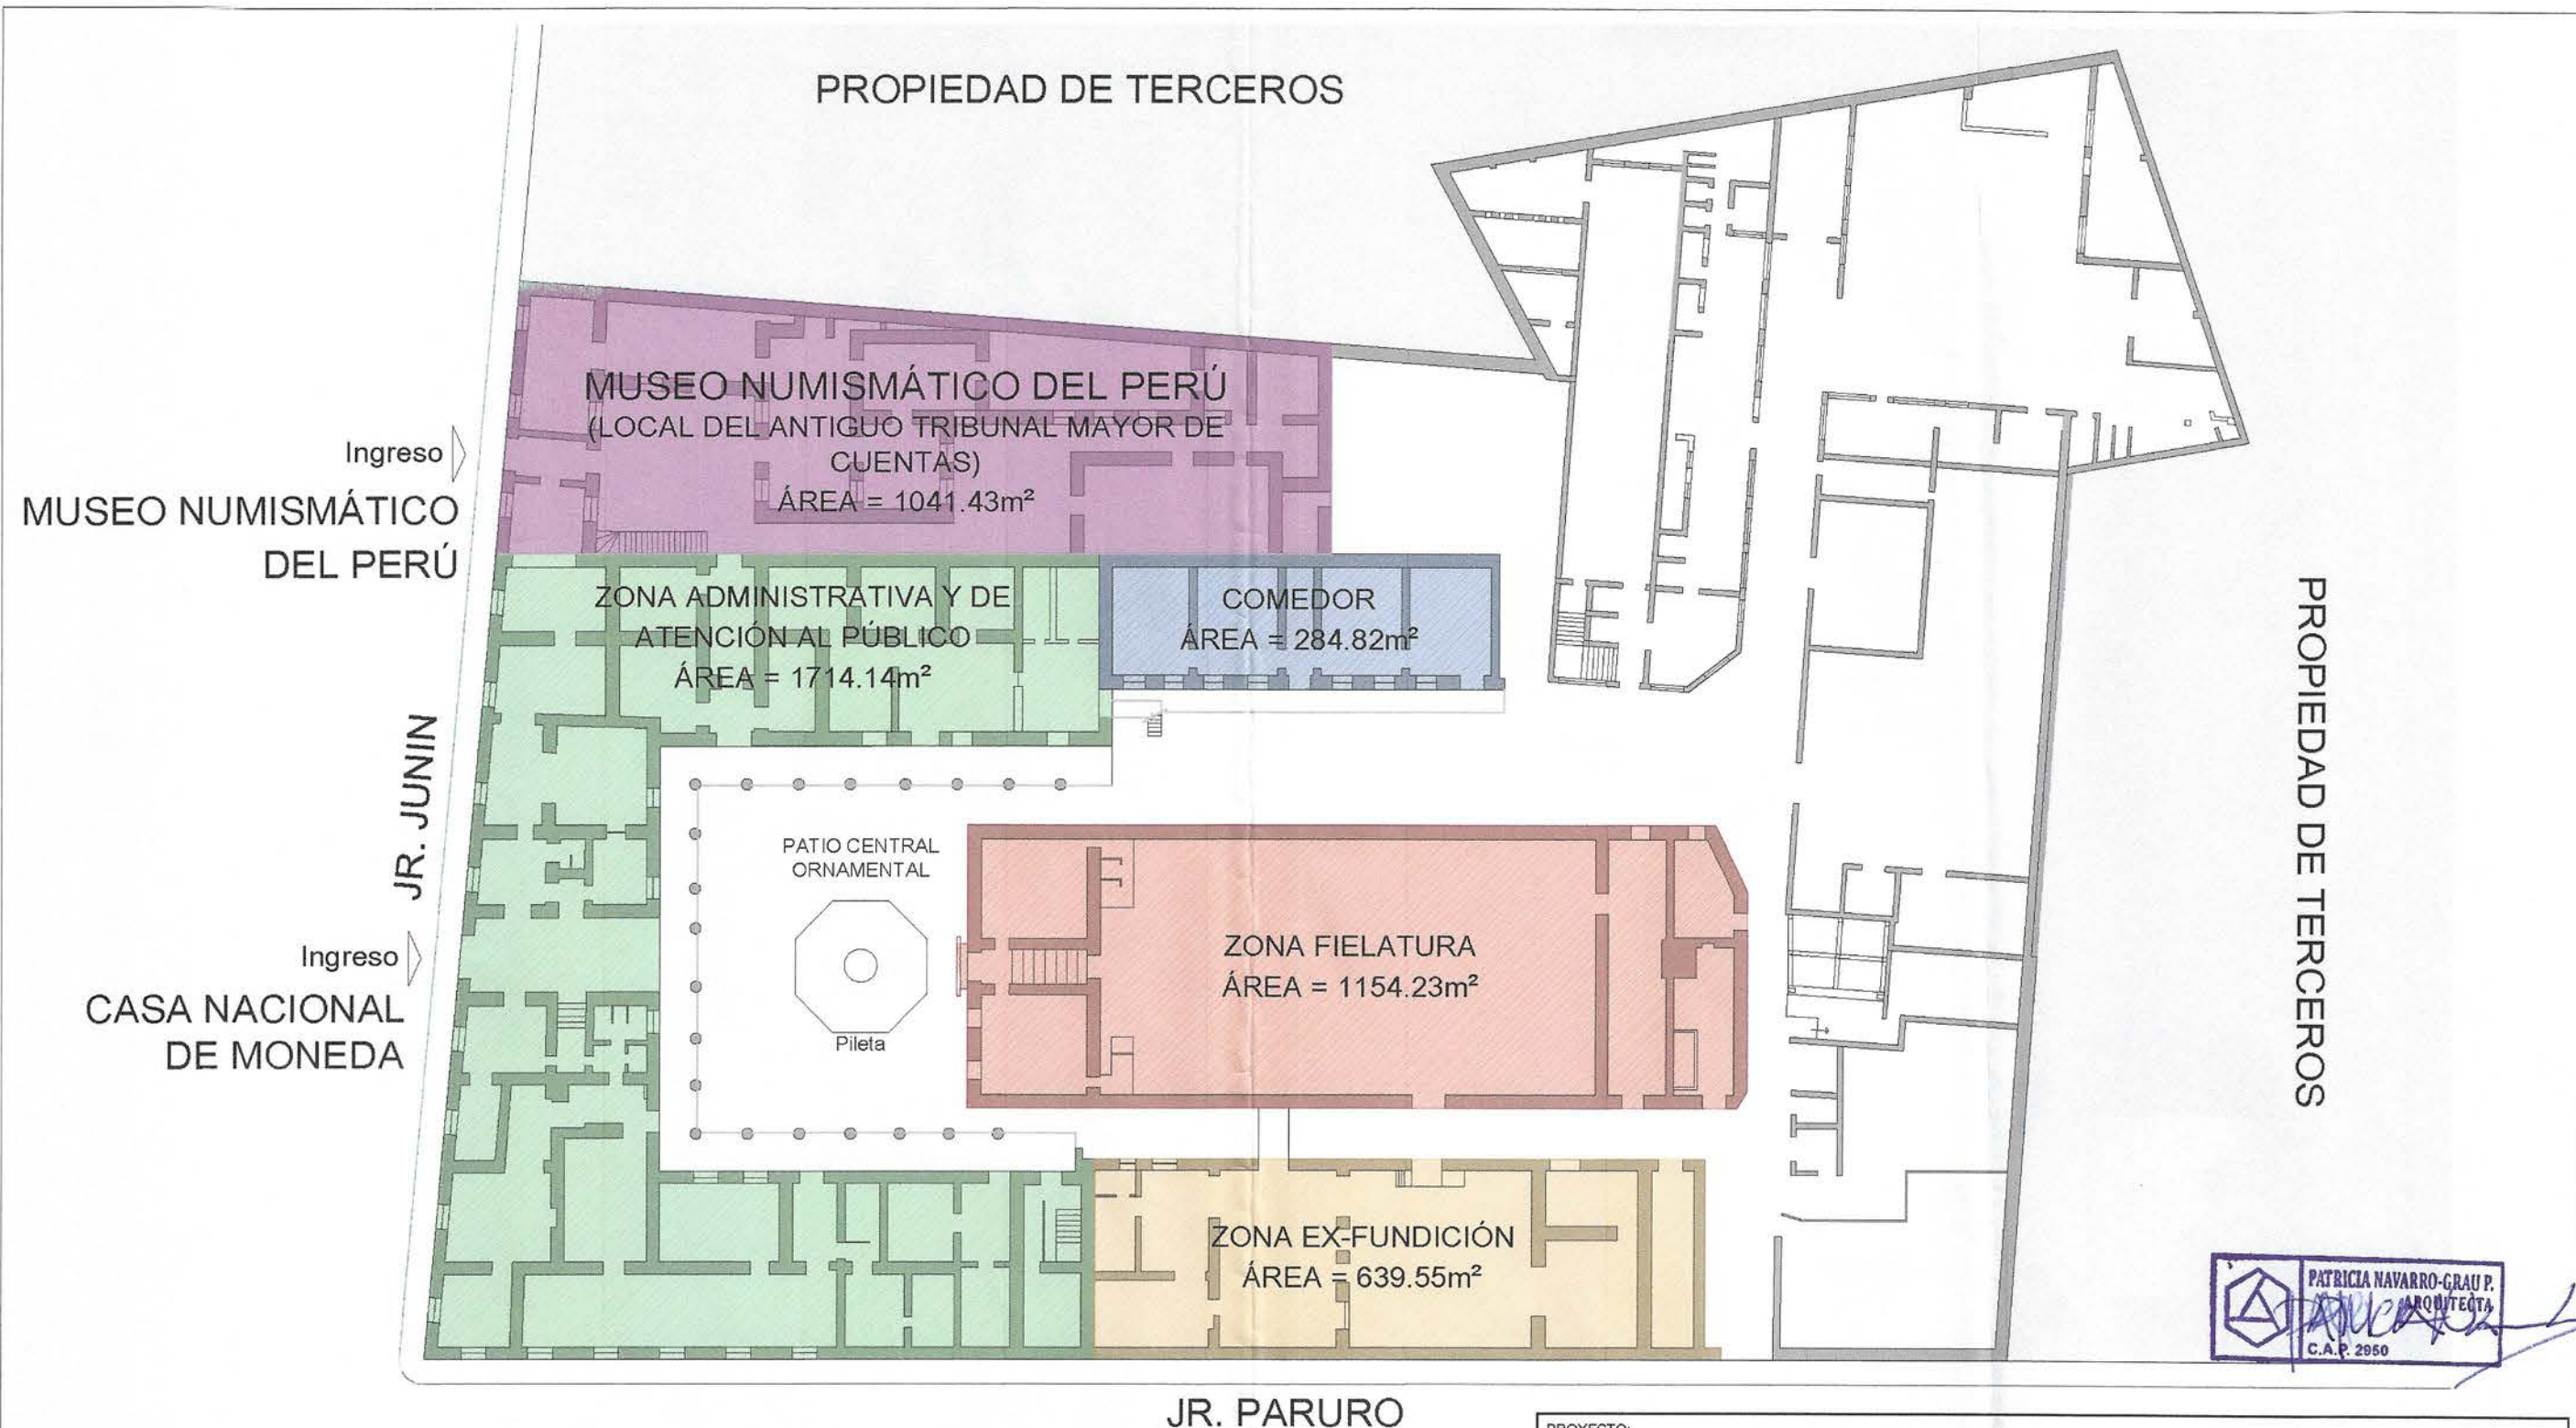 PROPIEDAD DE TERCEROS
MUSEO NUMISMÁTICO DEL PERÚ
(LOCAL DEL ANTIGUO TRIBUNAL MAYOR DE
CUENTAS)
ÁREA = 1041.43m²
Ingreso
MUSEO NUMISMÁTICO
DEL PERÚ
ZONA ADMINISTRATIVA Y DE
ATENCIÓN AL PÚBLICO
ÁREA = 1714.14m²
COMEDOR
ÁREA = 284.82m²
PROPIEDAD DE TERCEROS
JR. JUNIN
PATIO CENTRAL
ORNAMENTAL
Pileta
ZONA FIELATURA
ÁREA = 1154.23m²
Ingreso
CASA NACIONAL
DE MONEDA
ZONA EX-FUNDICIÓN
ÁREA = 639.55m²
PATRICIA NAVARRO-GRAU P.
ARQUITECTA
C.A.P. 2950
JR. PARURO
PROYECTO: